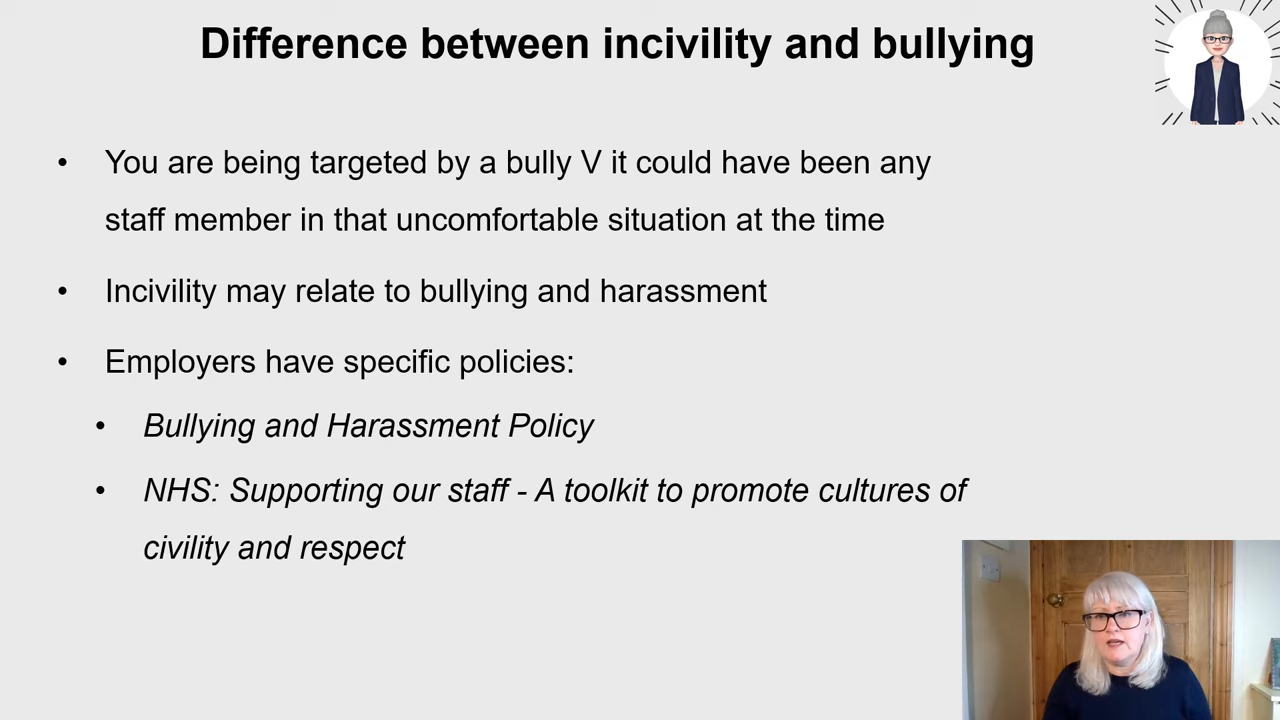 Difference between incivility and bullying
• You are being targeted by a bully V it could have been any
staff member in that uncomfortable situation at the time
• Incivility may relate to bullying and harassment
• Employers have specific policies:
• Bullying and Harassment Policy
• NHS: Supporting our staff - A toolkit to promote cultures of
civility and respect